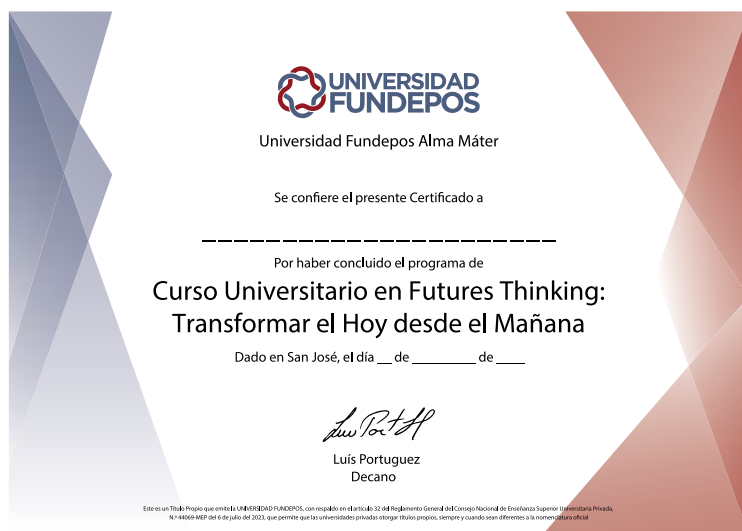 UNIVERSIDAD
FUNDEPOS
Universidad Fundepos Alma Máter
Se confiere el presente Certificado a
______________________
Por haber concluido el programa de
Curso Universitario en Futures Thinking:
Transformar el Hoy desde el Mañana
Dado en San José, el día __ de ________ de ____
Luís Portuguez
Decano
Este es un Título Propio que emite la UNIVERSIDAD FUNDEPOS, con respaldo en el artículo 32 del Reglamento General del Consejo Nacional de Enseñanza Superior Universitaria Privada,
N.º 44069-MEP del 6 de julio del 2023, que permite que las universidades privadas otorgar títulos propios, siempre y cuando sean diferentes a la nomenclatura oficial